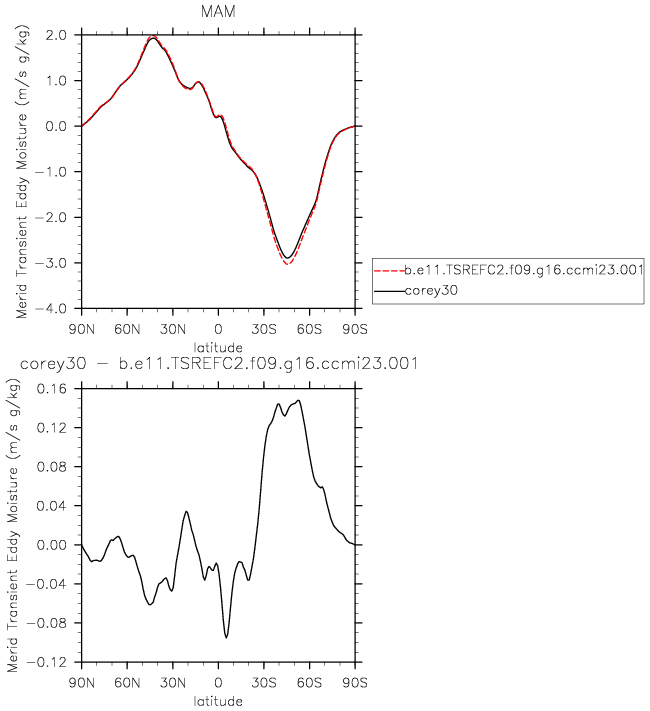 MAM
Merid Transient Eddy Moisture (m/s g/kg)
2.0
1.0
0.0
−1.0
−2.0
−3.0
−4.0
90N 60N 30N 0 30S 60S 90S
latitude
b.e11.TSREFC2.f09.g16.ccmi23.001
corey30
corey30 − b.e11.TSREFC2.f09.g16.ccmi23.001
Merid Transient Eddy Moisture (m/s g/kg)
0.16
0.12
0.08
0.04
0.00
−0.04
−0.08
−0.12
90N 60N 30N 0 30S 60S 90S
latitude